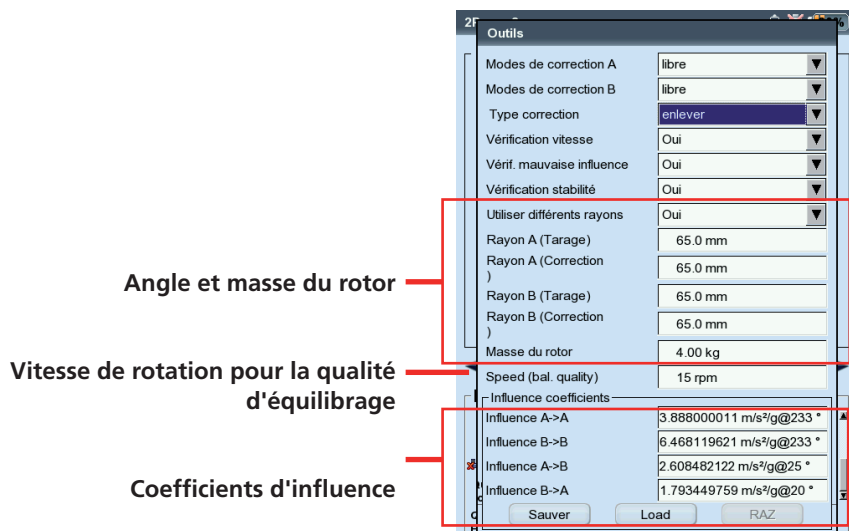 Outils
Modes de correction A libre
Modes de correction B libre
Type correction enlever
Vérification vitesse Oui
Vérif. mauvaise influence Oui
Vérification stabilité Oui
Utiliser différents rayons Oui
Rayon A (Tarage) 65.0 mm
Rayon A (Correction
) 65.0 mm
Rayon B (Tarage) 65.0 mm
Rayon B (Correction
) 65.0 mm
Masse du rotor 4.00 kg
Speed (bal. quality) 15 rpm
Influence coefficients
Influence A->A 3.888000011 m/s²/g@233 °
Influence B->B 6.468119621 m/s²/g@233 °
Influence A->B 2.608482122 m/s²/g@25 °
Influence B->A 1.793449759 m/s²/g@20 °
Sauver Load RAZ
Angle et masse du rotor
Vitesse de rotation pour la qualité
d'équilibrage
Coefficients d'influence